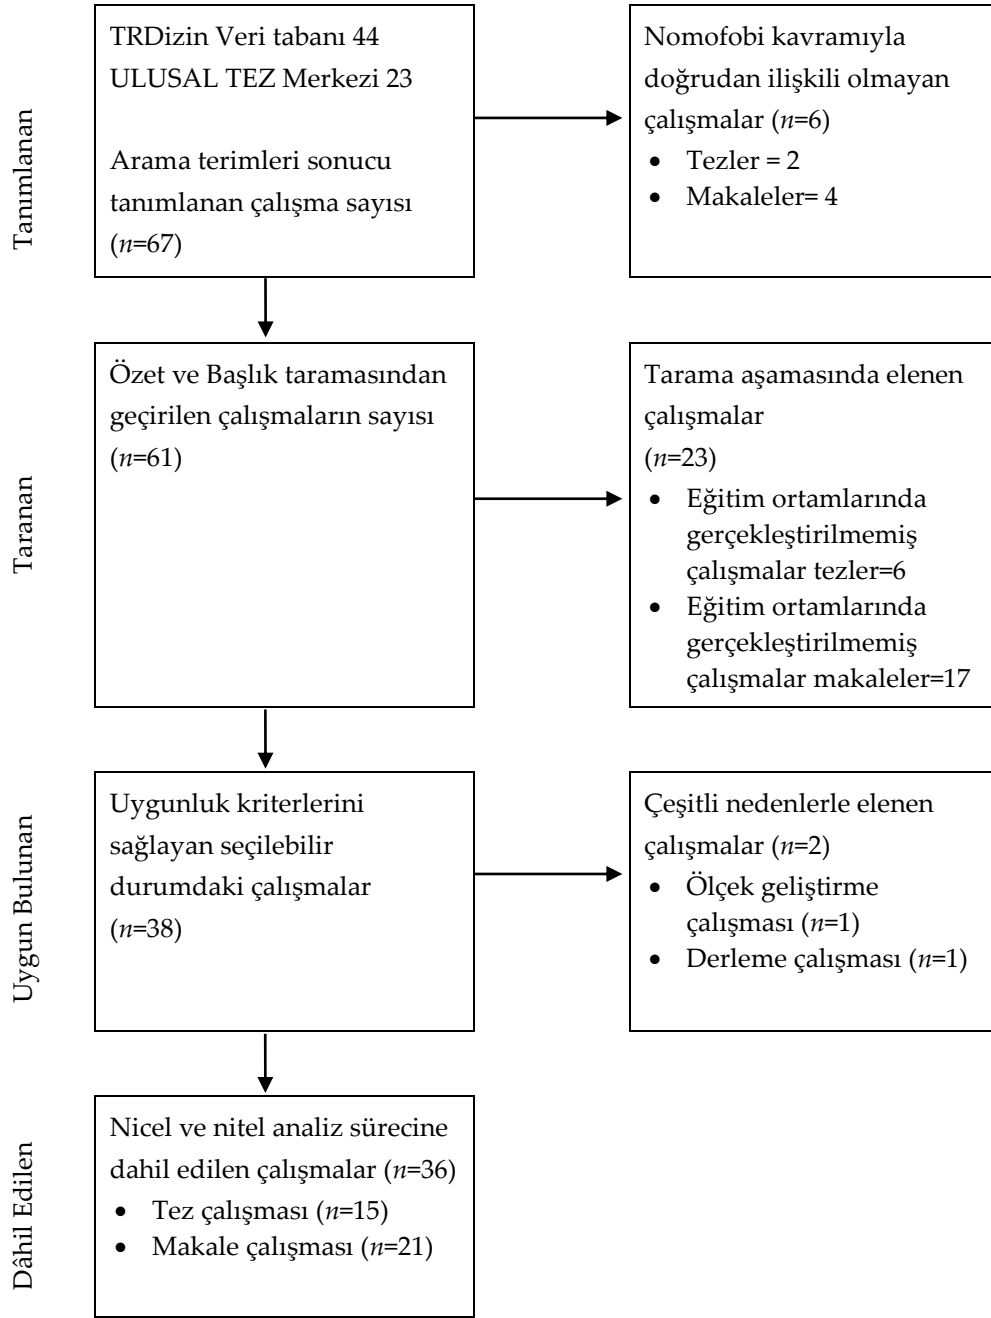 Tanımlanan
TRDizin Veri tabanı 44
ULUSAL TEZ Merkezi 23
Arama terimleri sonucu
tanımlanan çalışma sayısı
(n=67)
Nomofobi kavramıyla
doğrudan ilişkili olmayan
çalışmalar (n=6)
• Tezler = 2
• Makaleler= 4
Taranan
Özet ve Başlık taramasından
geçirilen çalışmaların sayısı
(n=61)
Tarama aşamasında elenen
çalışmalar
(n=23)
• Eğitim ortamlarında
gerçekleştirilmemiş
çalışmalar tezler=6
• Eğitim ortamlarında
gerçekleştirilmemiş
çalışmalar makaleler=17
Uygun Bulunan
Uygunluk kriterlerini
sağlayan seçilebilir
durumdaki çalışmalar
(n=38)
Çeşitli nedenlerle elenen
çalışmalar (n=2)
• Ölçek geliştirme
çalışması (n=1)
• Derleme çalışması (n=1)
Dâhil Edilen
Nicel ve nitel analiz sürecine
dahil edilen çalışmalar (n=36)
• Tez çalışması (n=15)
• Makale çalışması (n=21)